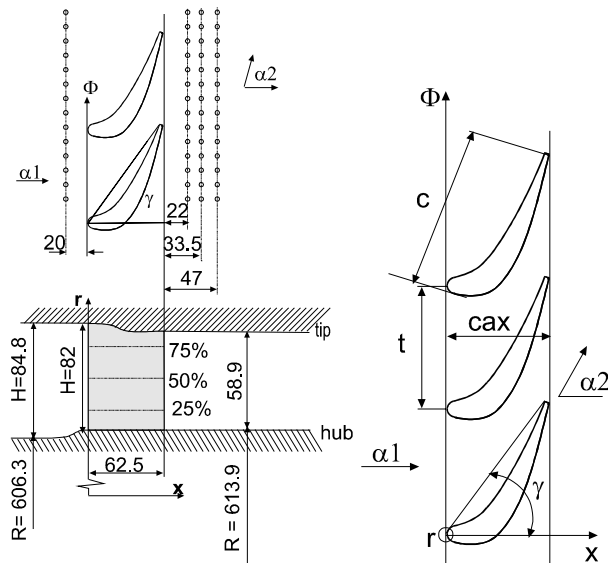 Φ
α2
α1
γ
22
20
33.5
47
r
tip
H=84.8
H=82
75%
50%
25%
58.9
hub
62.5
x
R= 606.3
R = 613.9
Φ
c
t
cax
α2
α1
γ
r
x